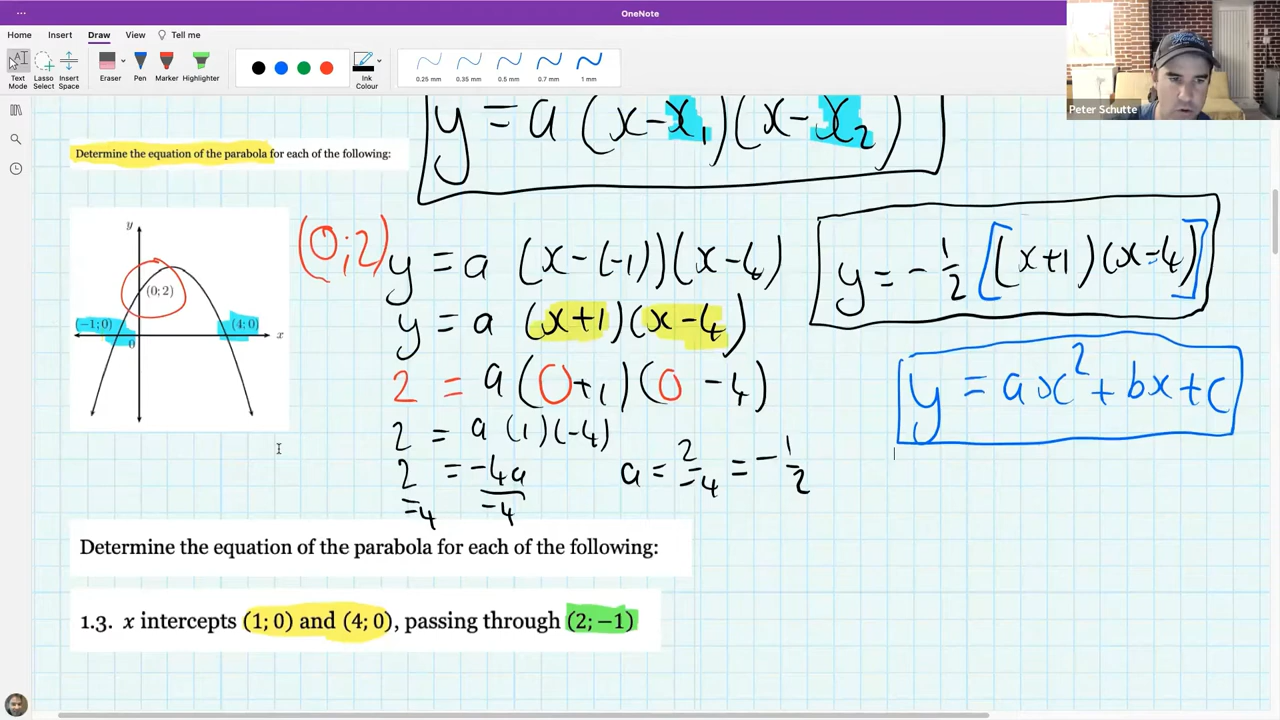 OneNote
Home Insert Draw View Tell me
Text Mode
Lasso Select
Insert Space
Eraser
Pen
Marker
Highlighter
0.25 mm 0.35 mm 0.5 mm 0.7 mm 1 mm
Ink Colour
Peter Schutte
y = a (x-x₁)(x-x₂)
Determine the equation of the parabola for each of the following:
y
(0; 2)
(−1; 0)
(4; 0)
x
0
(0;2)
y = a (x-(-1))(x-4)
y = a (x+1)(x-4)
2 = a(0+1)(0-4)
2 = a (1)(-4)
2/-4 = -4a/-4
a = 2/-4 = -1/2
y = -1/2 [(x+1)(x-4)]
y = ax² + bx + c
Determine the equation of the parabola for each of the following:
1.3. x intercepts (1; 0) and (4; 0), passing through (2; −1)